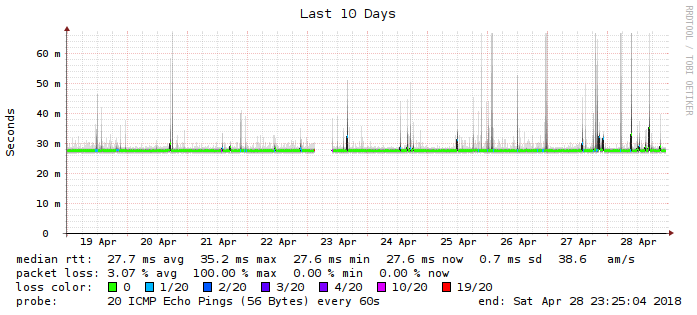 Last 10 Days
RRDTOOL / TOBI OETIKER
Seconds
60 m
50 m
40 m
30 m
20 m
10 m
0
19 Apr 20 Apr 21 Apr 22 Apr 23 Apr 24 Apr 25 Apr 26 Apr 27 Apr 28 Apr
median rtt: 27.7 ms avg 35.2 ms max 27.6 ms min 27.6 ms now 0.7 ms sd 38.6 am/s
packet loss: 3.07 % avg 100.00 % max 0.00 % min 0.00 % now
loss color: 0 1/20 2/20 3/20 4/20 10/20 19/20
probe: 20 ICMP Echo Pings (56 Bytes) every 60s end: Sat Apr 28 23:25:04 2018